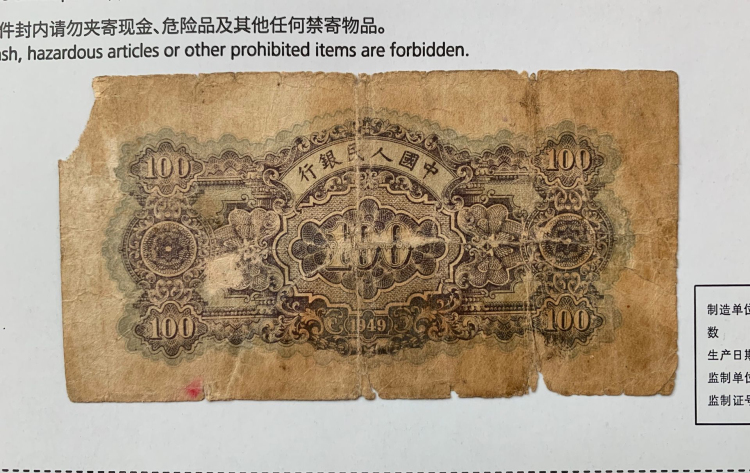 件封内请勿夹寄现金、危险品及其他任何禁寄物品。
ash, hazardous articles or other prohibited items are forbidden.
中國人民銀行
100
100
100
100
100
1949
制造单位
数
生产日期
监制单位
监制证号